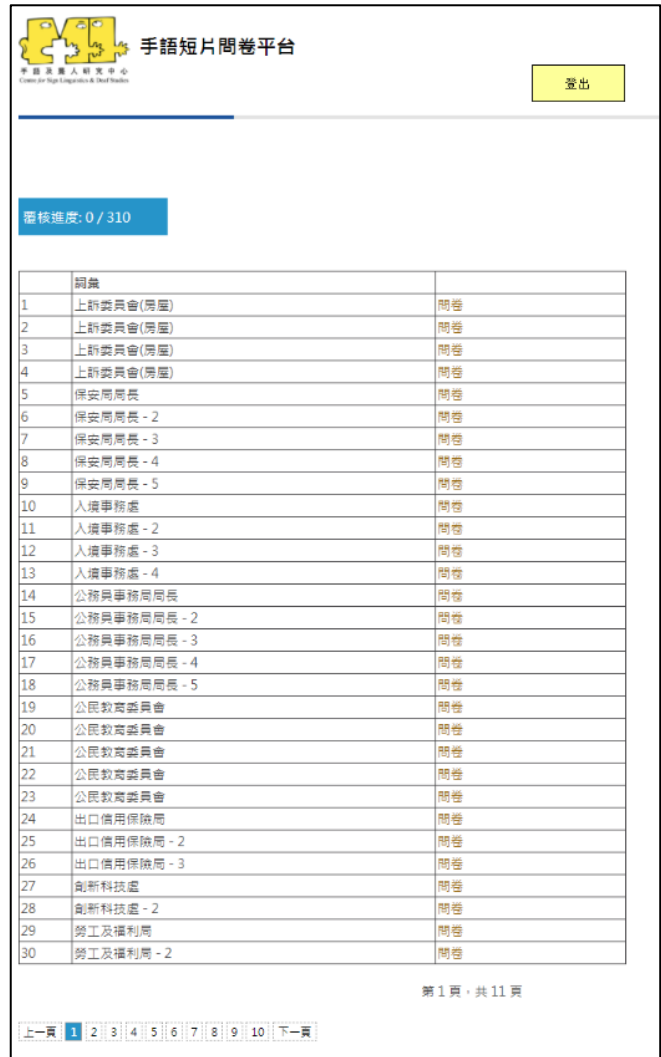 手語短片問卷平台
手語及聾人研究中心
Centre for Sign Linguistics & Deaf Studies
登出
覆核進度: 0 / 310
詞彙
1 上訴委員會(房屋) 問卷
2 上訴委員會(房屋) 問卷
3 上訴委員會(房屋) 問卷
4 上訴委員會(房屋) 問卷
5 保安局局長 問卷
6 保安局局長 - 2 問卷
7 保安局局長 - 3 問卷
8 保安局局長 - 4 問卷
9 保安局局長 - 5 問卷
10 入境事務處 問卷
11 入境事務處 - 2 問卷
12 入境事務處 - 3 問卷
13 入境事務處 - 4 問卷
14 公務員事務局局長 問卷
15 公務員事務局局長 - 2 問卷
16 公務員事務局局長 - 3 問卷
17 公務員事務局局長 - 4 問卷
18 公務員事務局局長 - 5 問卷
19 公民教育委員會 問卷
20 公民教育委員會 問卷
21 公民教育委員會 問卷
22 公民教育委員會 問卷
23 公民教育委員會 問卷
24 出口信用保險局 問卷
25 出口信用保險局 - 2 問卷
26 出口信用保險局 - 3 問卷
27 創新科技處 問卷
28 創新科技處 - 2 問卷
29 勞工及福利局 問卷
30 勞工及福利局 - 2 問卷
第 1 頁，共 11 頁
上一頁 1 2 3 4 5 6 7 8 9 10 下一頁